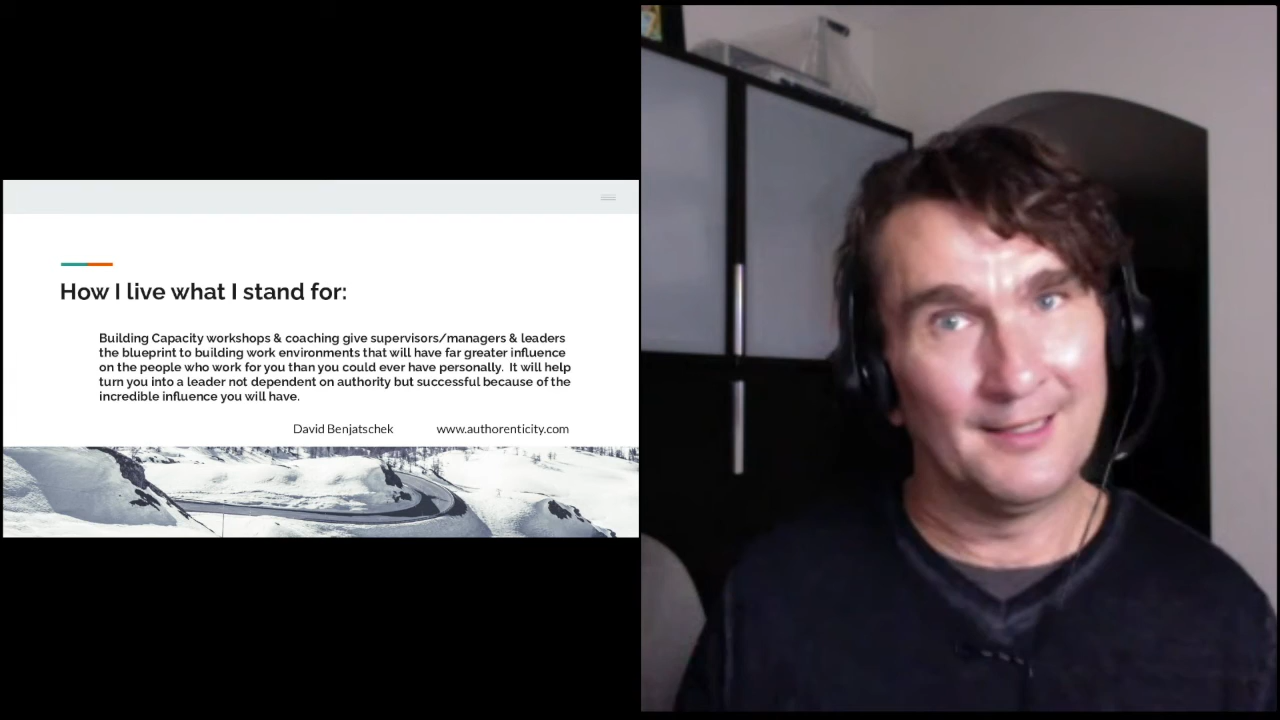 How I live what I stand for:
Building Capacity workshops & coaching give supervisors/managers & leaders
the blueprint to building work environments that will have far greater influence
on the people who work for you than you could ever have personally. It will help
turn you into a leader not dependent on authority but successful because of the
incredible influence you will have.
David Benjatschek www.authorenticity.com